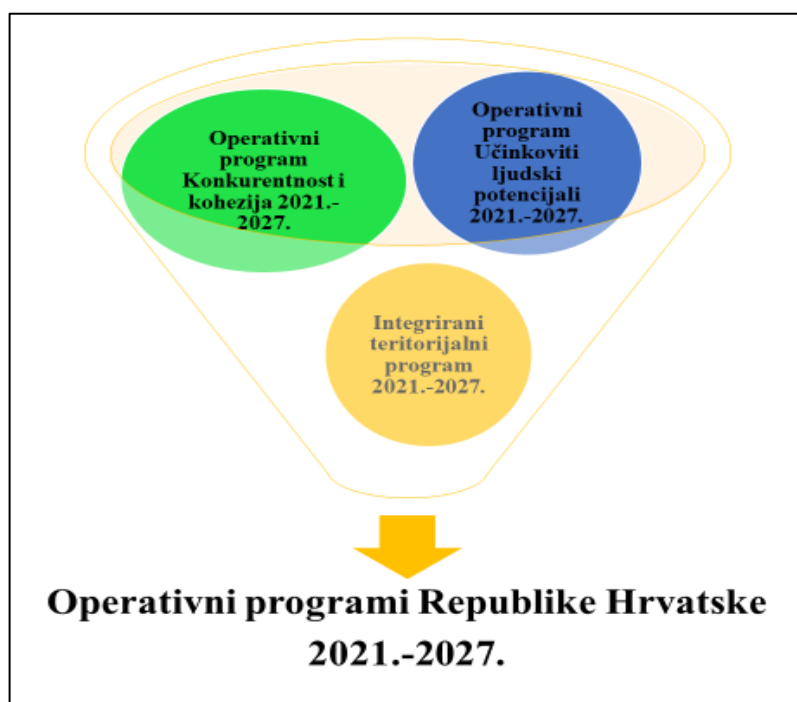 Operativni
program
Konkurentnost i
kohezija 2021.-
2027.
Operativni
program
Učinkoviti
ljudski
potencijali
2021.-2027.
Integrirani
teritorijalni
program
2021.-2027.
Operativni programi Republike Hrvatske
2021.-2027.